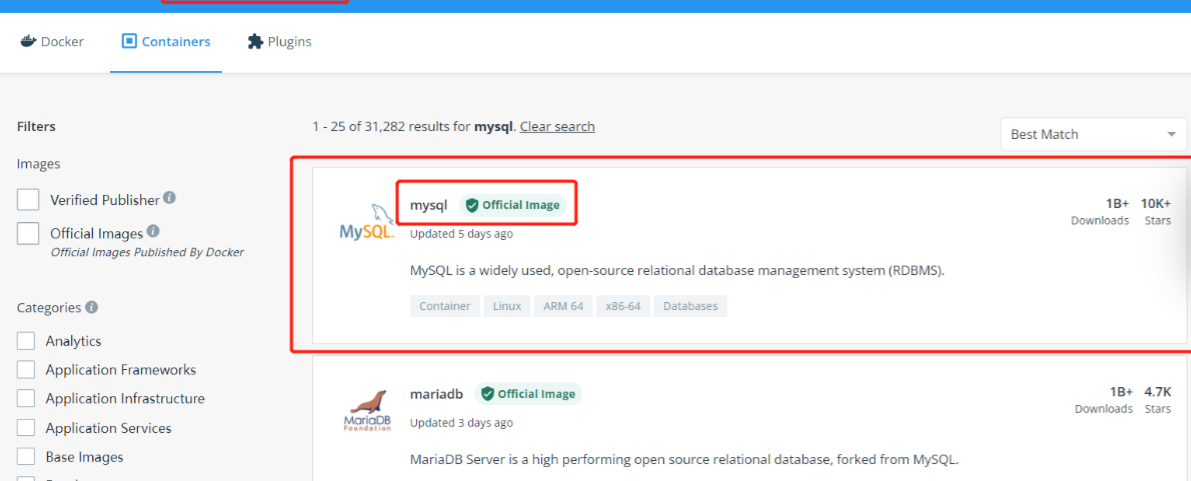 Docker Containers Plugins
Filters
1 - 25 of 31,282 results for mysql. Clear search
Best Match
Images
Verified Publisher
Official Images
Official Images Published By Docker
Categories
Analytics
Application Frameworks
Application Infrastructure
Application Services
Base Images
MySQL.
mysql Official Image
Updated 5 days ago
1B+ 10K+
Downloads Stars
MySQL is a widely used, open-source relational database management system (RDBMS).
Container Linux ARM 64 x86-64 Databases
MariaDB
Foundation
mariadb Official Image
Updated 3 days ago
1B+ 4.7K
Downloads Stars
MariaDB Server is a high performing open source relational database, forked from MySQL.